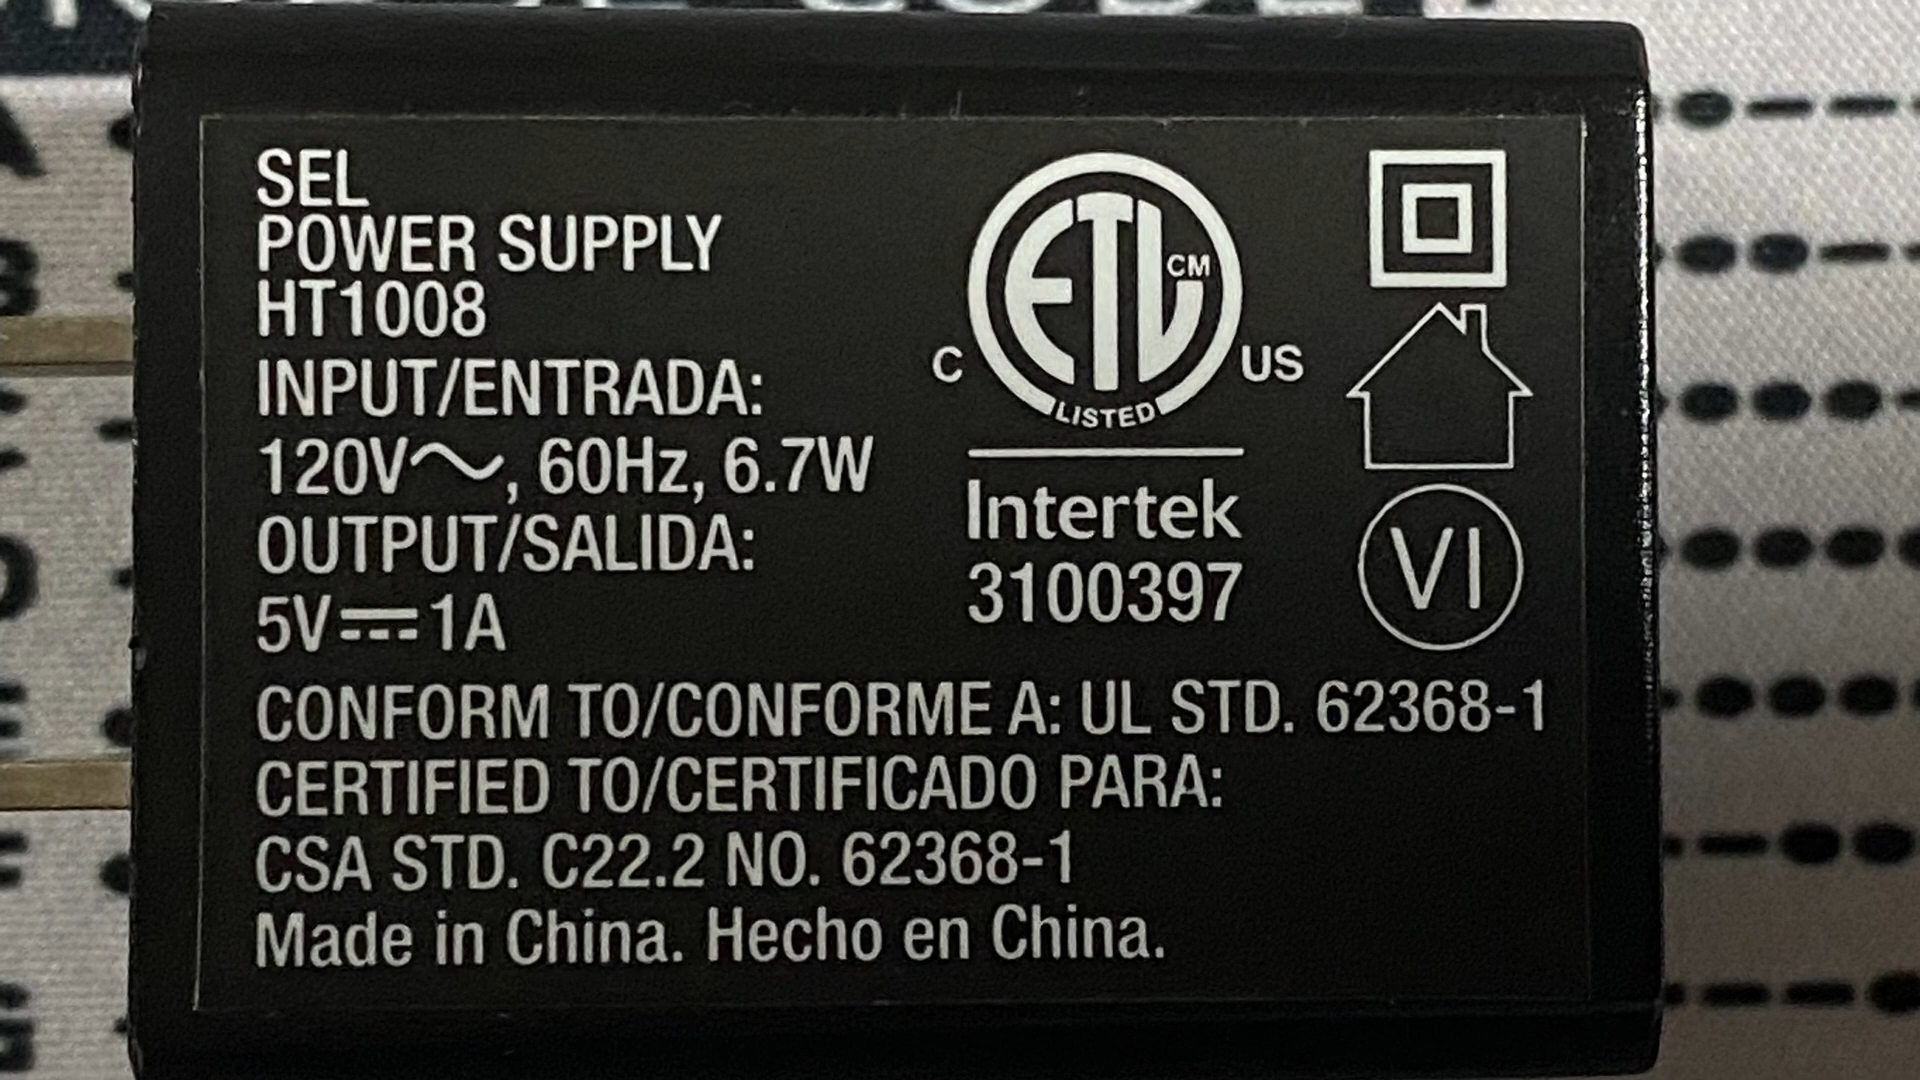 SEL
POWER SUPPLY
HT1008
INPUT/ENTRADA:
120V～, 60Hz, 6.7W
OUTPUT/SALIDA:
5V⎓1A
ETL CM
C US
LISTED
Intertek
3100397
VI
CONFORM TO/CONFORME A: UL STD. 62368-1
CERTIFIED TO/CERTIFICADO PARA:
CSA STD. C22.2 NO. 62368-1
Made in China. Hecho en China.